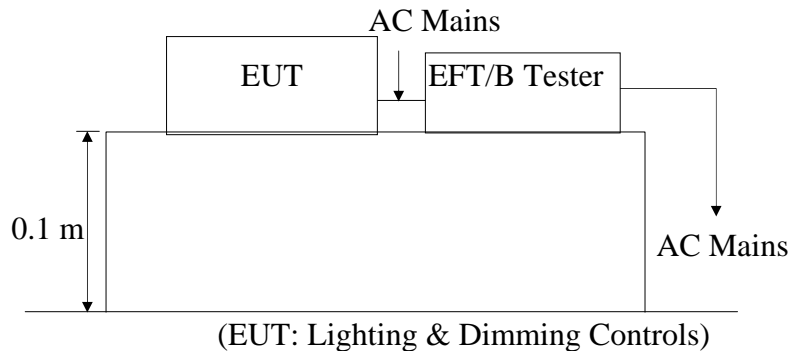 AC Mains
EUT
EFT/B Tester
0.1 m
AC Mains
(EUT: Lighting & Dimming Controls)